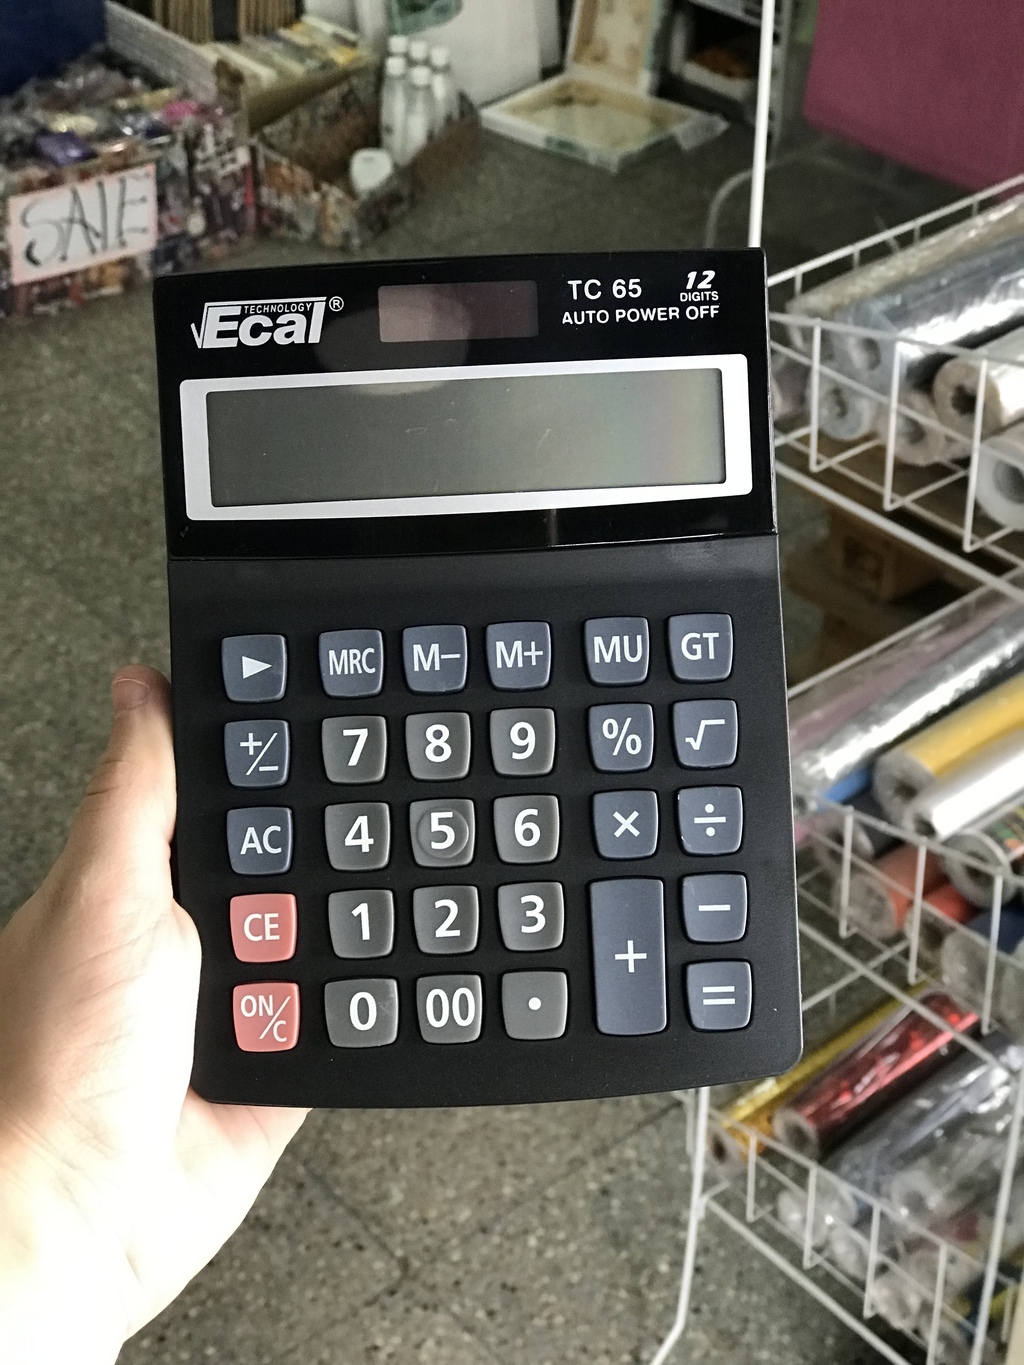 SALE
TECHNOLOGY
√Ecal®
TC 65
12
DIGITS
AUTO POWER OFF
▶ MRC M− M+ MU GT
+/− 7 8 9 % √
AC 4 5 6 × ÷
CE 1 2 3 + −
ON/C 0 00 . =